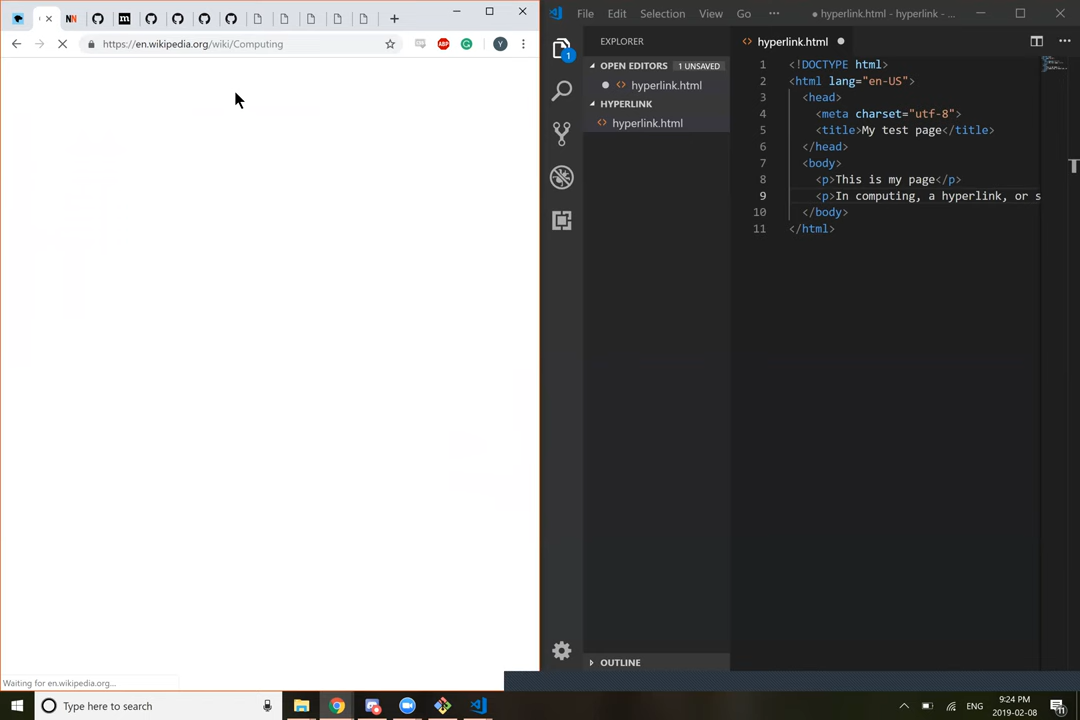 NN
m
https://en.wikipedia.org/wiki/Computing
ABP
Y
Waiting for en.wikipedia.org...
File Edit Selection View Go ··· ● hyperlink.html - hyperlink - ...
EXPLORER
OPEN EDITORS 1 UNSAVED
hyperlink.html
HYPERLINK
hyperlink.html
OUTLINE
1
hyperlink.html
1 <!DOCTYPE html>
2 <html lang="en-US">
3 <head>
4 <meta charset="utf-8">
5 <title>My test page</title>
6 </head>
7 <body>
8 <p>This is my page</p>
9 <p>In computing, a hyperlink, or s
10 </body>
11 </html>
T
Type here to search
ENG
9:24 PM
2019-02-08
11